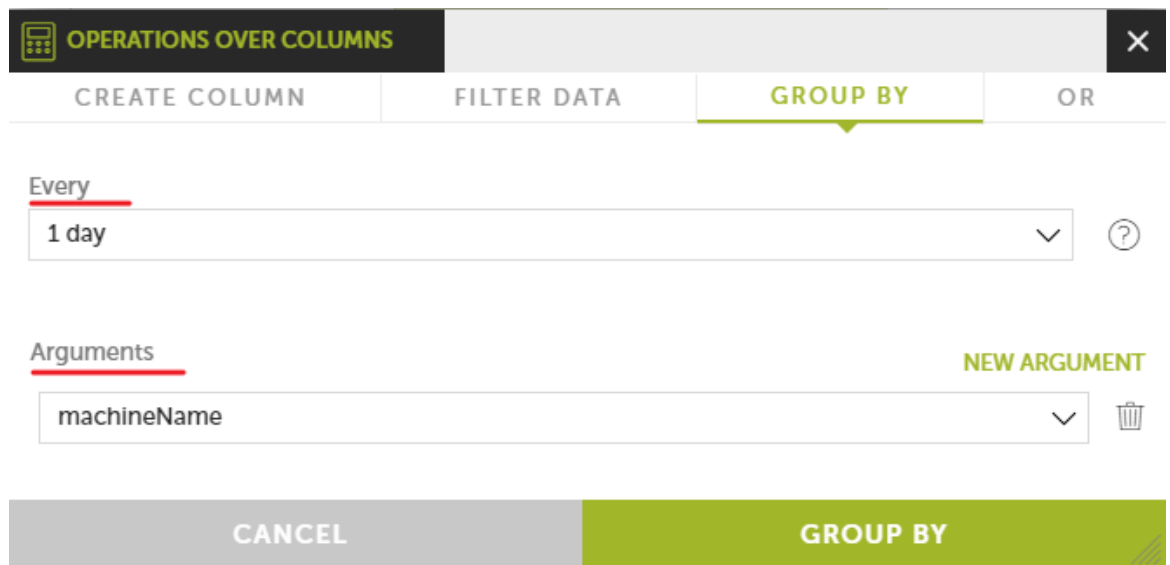 OPERATIONS OVER COLUMNS
CREATE COLUMN FILTER DATA GROUP BY OR
Every
1 day
Arguments
NEW ARGUMENT
machineName
CANCEL GROUP BY